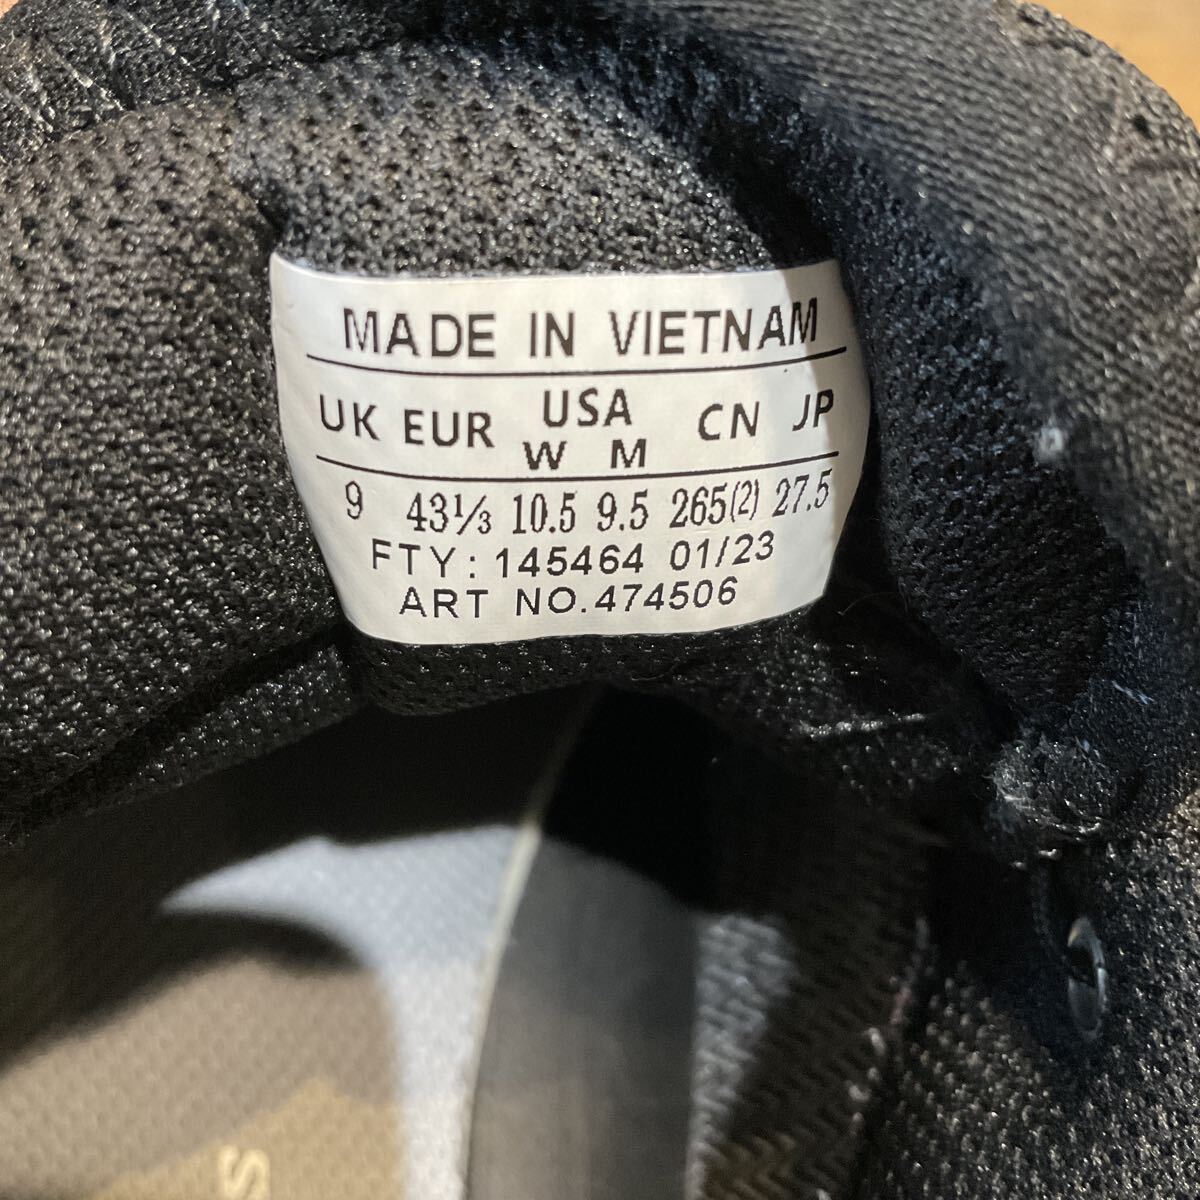 MADE IN VIETNAM
UK EUR USA CN JP
W M
9 43⅓ 10.5 9.5 265(2) 27.5
FTY: 145464 01/23
ART NO.474506
S